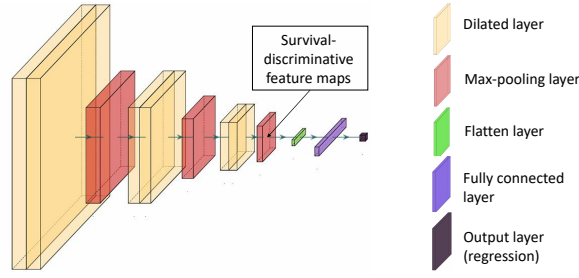 Survival-
discriminative
feature maps
Dilated layer
Max-pooling layer
Flatten layer
Fully connected
layer
Output layer
(regression)